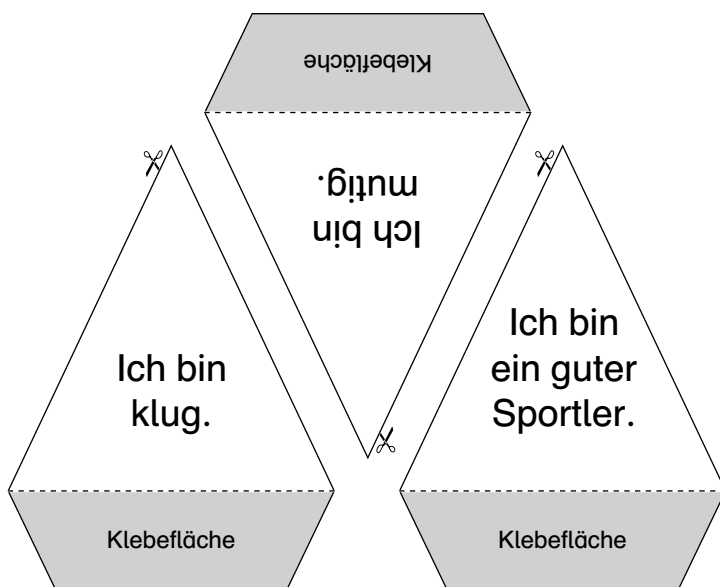 Klebefläche
Ich bin
mutig.
Ich bin
klug.
Ich bin
ein guter
Sportler.
Klebefläche
Klebefläche